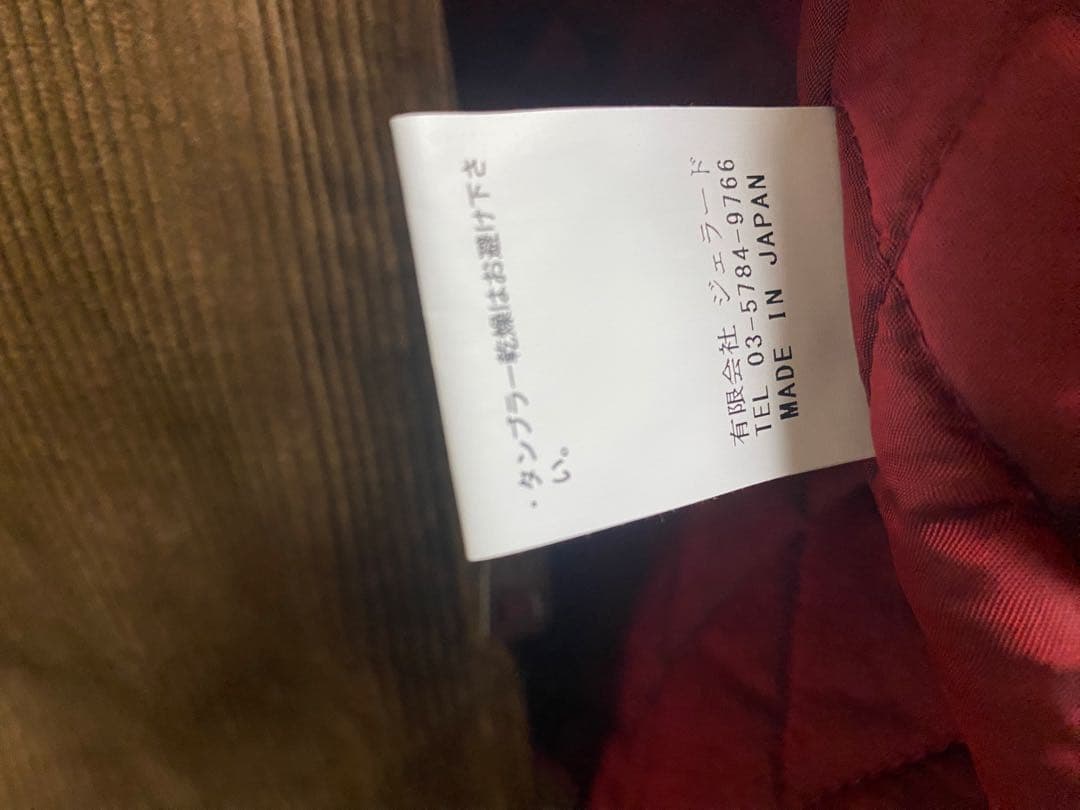 ・タンブラー乾燥はお避け下さ
い。
有限会社 ジェラード
TEL 03-5784-9766
MADE IN JAPAN